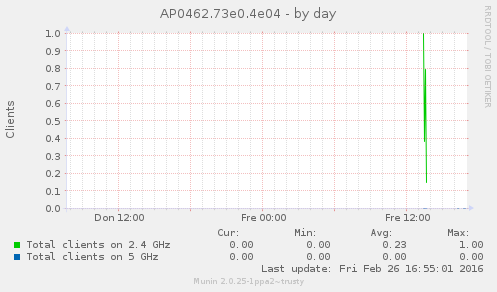 AP0462.73e0.4e04 - by day
RRDTOOL / TOBI OETIKER
Clients
1.0
0.9
0.8
0.7
0.6
0.5
0.4
0.3
0.2
0.1
0.0
Don 12:00 Fre 00:00 Fre 12:00
Cur: Min: Avg: Max:
Total clients on 2.4 GHz 0.00 0.00 0.23 1.00
Total clients on 5 GHz 0.00 0.00 0.00 0.00
Last update: Fri Feb 26 16:55:01 2016
Munin 2.0.25-1ppa2~trusty